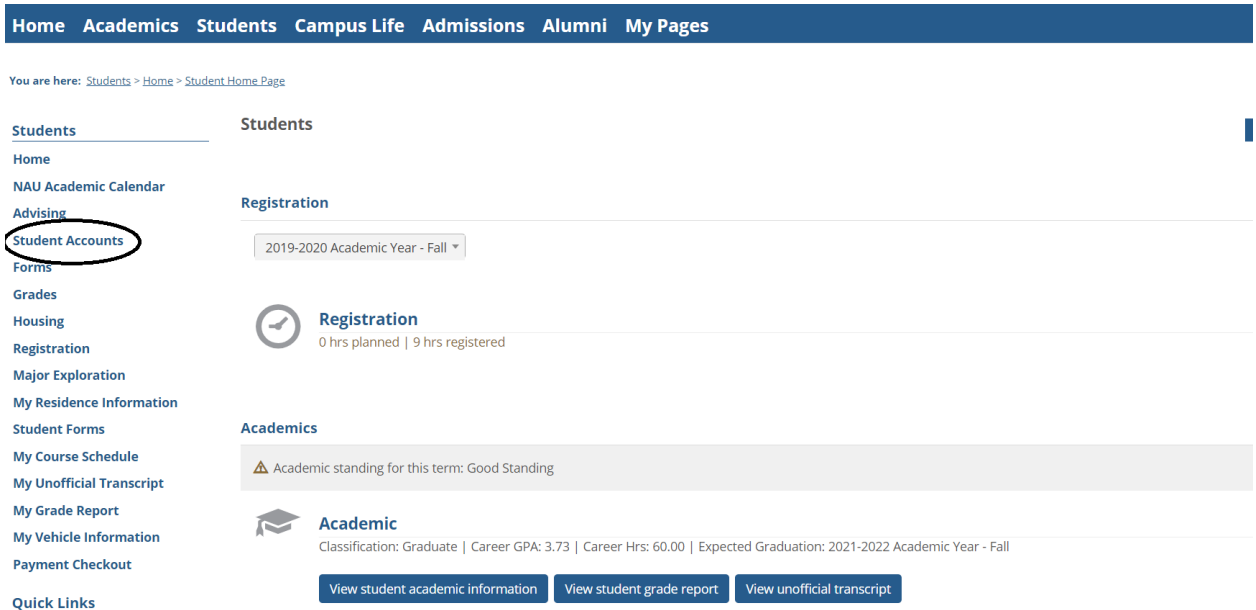 Home Academics Students Campus Life Admissions Alumni My Pages
You are here: Students > Home > Student Home Page
Students
Home
NAU Academic Calendar
Advising
Student Accounts
Forms
Grades
Housing
Registration
Major Exploration
My Residence Information
Student Forms
My Course Schedule
My Unofficial Transcript
My Grade Report
My Vehicle Information
Payment Checkout
Quick Links
Students
Registration
2019-2020 Academic Year - Fall
Registration
0 hrs planned | 9 hrs registered
Academics
Academic standing for this term: Good Standing
Academic
Classification: Graduate | Career GPA: 3.73 | Career Hrs: 60.00 | Expected Graduation: 2021-2022 Academic Year - Fall
View student academic information View student grade report View unofficial transcript